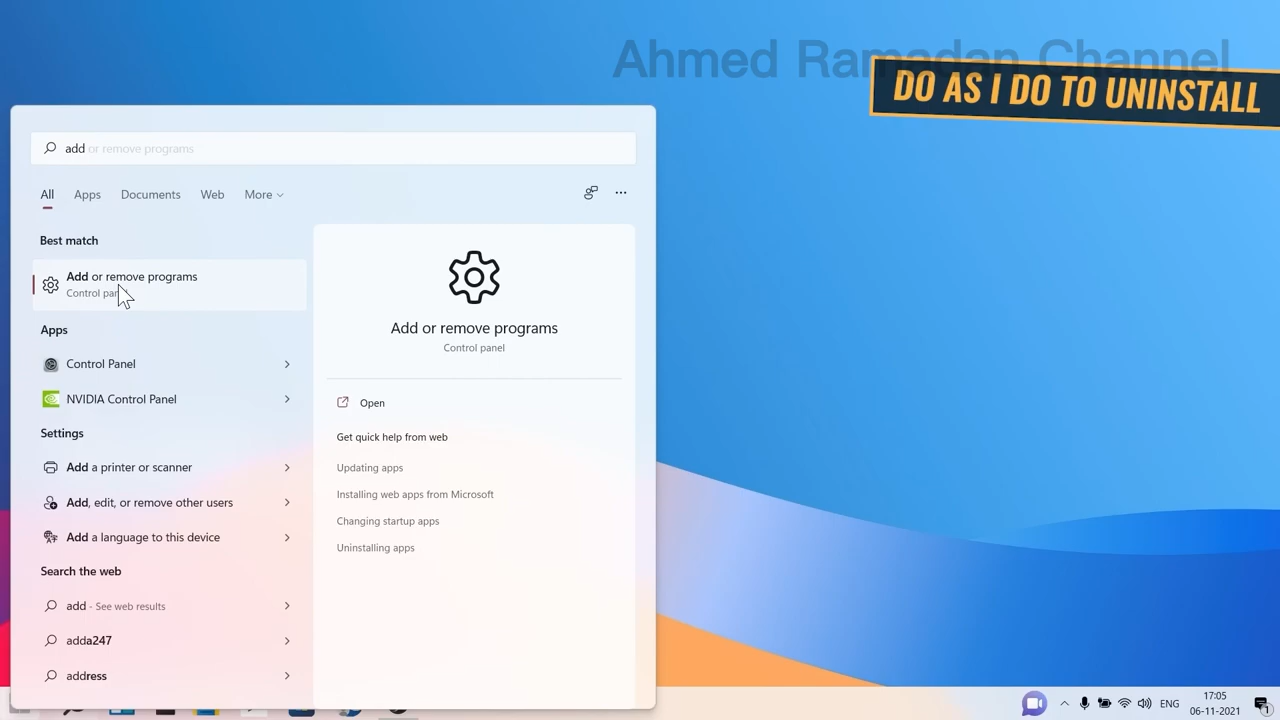 Ahmed Ramadan Channel
DO AS I DO TO UNINSTALL
add or remove programs
All Apps Documents Web More
Best match
Add or remove programs
Control pan
Apps
Control Panel
NVIDIA Control Panel
Settings
Add a printer or scanner
Add, edit, or remove other users
Add a language to this device
Search the web
add - See web results
adda247
address
Add or remove programs
Control panel
Open
Get quick help from web
Updating apps
Installing web apps from Microsoft
Changing startup apps
Uninstalling apps
ENG
17:05
06-11-2021
1